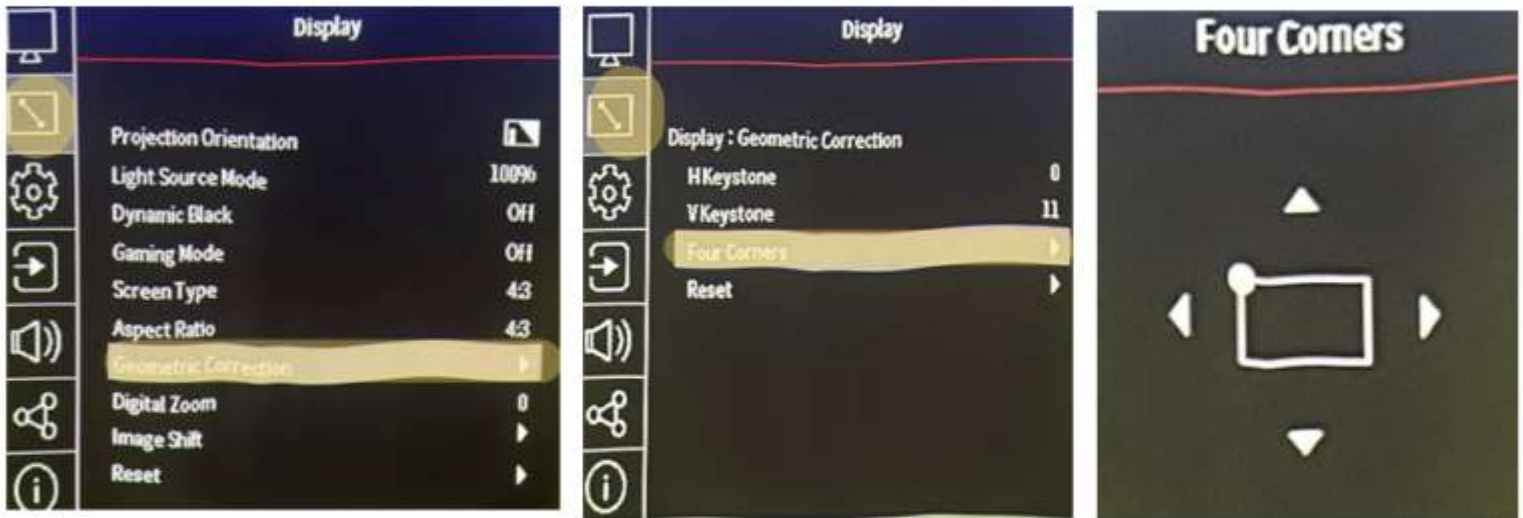 Display
Projection Orientation
Light Source Mode 100%
Dynamic Black Off
Gaming Mode Off
Screen Type 4:3
Aspect Ratio 4:3
Geometric Correction
Digital Zoom 0
Image Shift
Reset
Display
Display : Geometric Correction
H Keystone 0
V Keystone 11
Four Corners
Reset
Four Corners